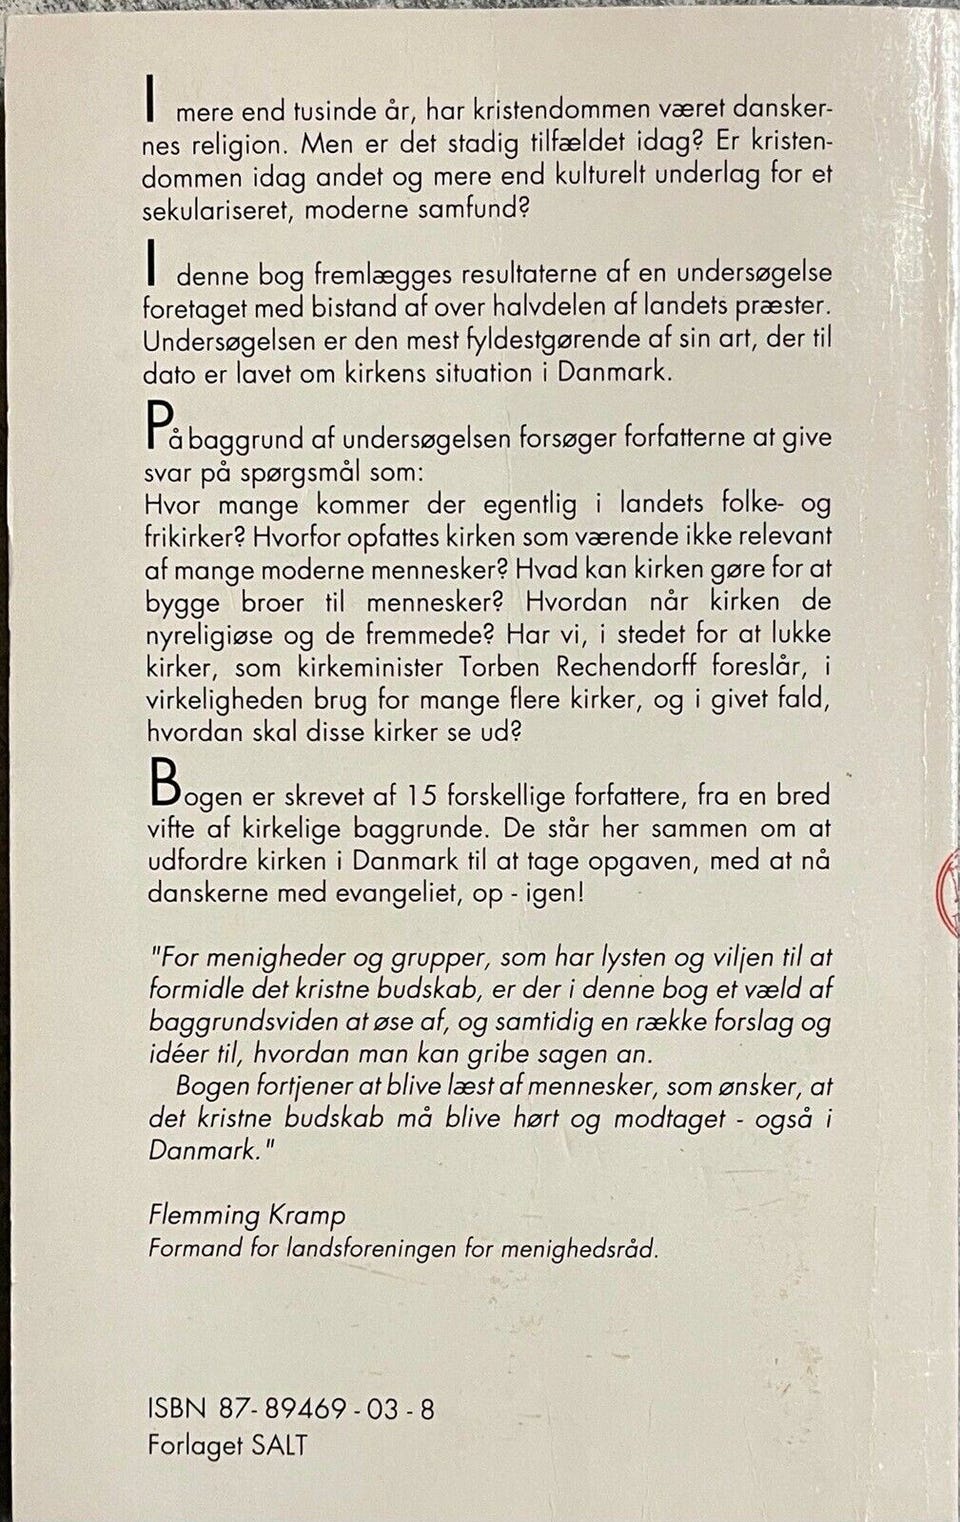 I mere end tusinde år, har kristendommen været dansker-
nes religion. Men er det stadig tilfældet idag? Er kristen-
dommen idag andet og mere end kulturelt underlag for et
sekulariseret, moderne samfund?
I denne bog fremlægges resultaterne af en undersøgelse
foretaget med bistand af over halvdelen af landets præster.
Undersøgelsen er den mest fyldestgørende af sin art, der til
dato er lavet om kirkens situation i Danmark.
På baggrund af undersøgelsen forsøger forfatterne at give
svar på spørgsmål som:
Hvor mange kommer der egentlig i landets folke- og
frikirker? Hvorfor opfattes kirken som værende ikke relevant
af mange moderne mennesker? Hvad kan kirken gøre for at
bygge broer til mennesker? Hvordan når kirken de
nyreligiøse og de fremmede? Har vi, i stedet for at lukke
kirker, som kirkeminister Torben Rechendorff foreslår, i
virkeligheden brug for mange flere kirker, og i givet fald,
hvordan skal disse kirker se ud?
Bogen er skrevet af 15 forskellige forfattere, fra en bred
vifte af kirkelige baggrunde. De står her sammen om at
udfordre kirken i Danmark til at tage opgaven, med at nå
danskerne med evangeliet, op - igen!
"For menigheder og grupper, som har lysten og viljen til at
formidle det kristne budskab, er der i denne bog et væld af
baggrundsviden at øse af, og samtidig en række forslag og
idéer til, hvordan man kan gribe sagen an.
Bogen fortjener at blive læst af mennesker, som ønsker, at
det kristne budskab må blive hørt og modtaget - også i
Danmark."
Flemming Kramp
Formand for landsforeningen for menighedsråd.
ISBN 87-89469-03-8
Forlaget SALT